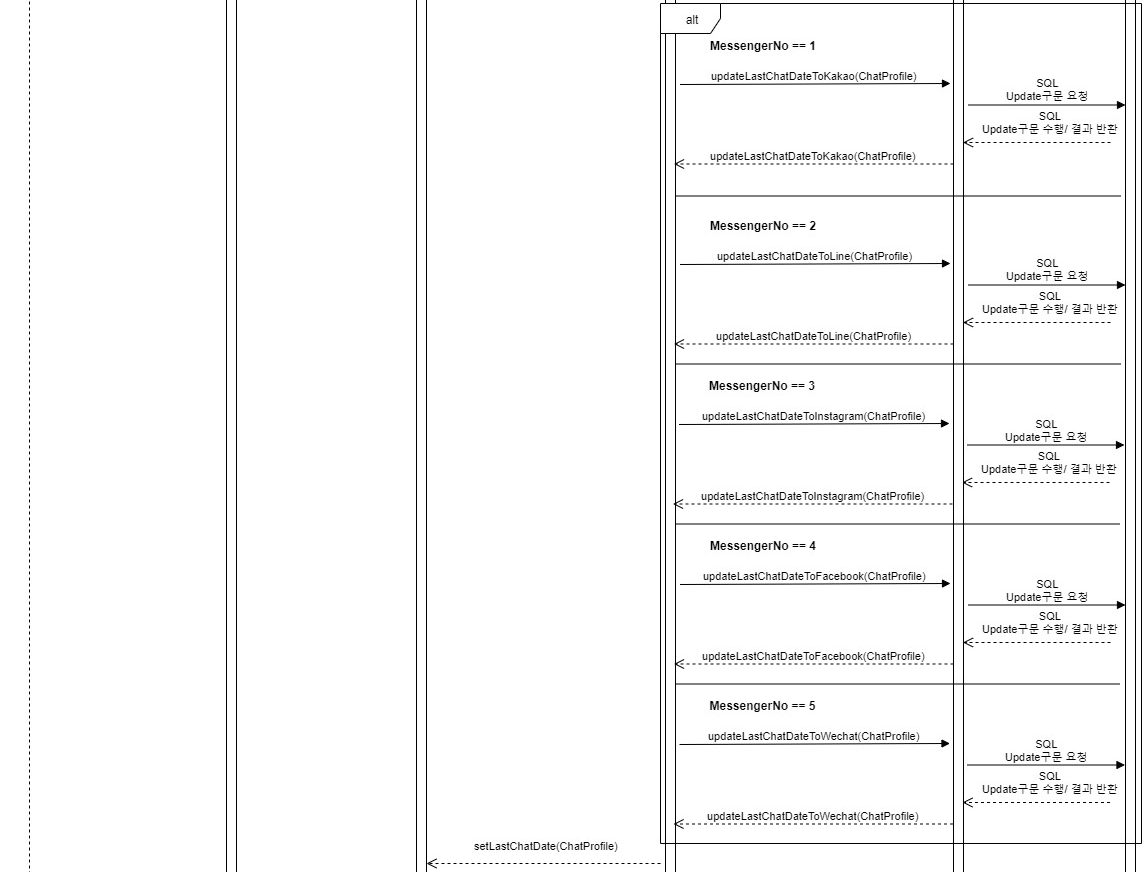 alt
MessengerNo == 1
updateLastChatDateToKakao(ChatProfile)
SQL
Update구문 요청
SQL
Update구문 수행/ 결과 반환
updateLastChatDateToKakao(ChatProfile)
MessengerNo == 2
updateLastChatDateToLine(ChatProfile)
SQL
Update구문 요청
SQL
Update구문 수행/ 결과 반환
updateLastChatDateToLine(ChatProfile)
MessengerNo == 3
updateLastChatDateToInstagram(ChatProfile)
SQL
Update구문 요청
SQL
Update구문 수행/ 결과 반환
updateLastChatDateToInstagram(ChatProfile)
MessengerNo == 4
updateLastChatDateToFacebook(ChatProfile)
SQL
Update구문 요청
SQL
Update구문 수행/ 결과 반환
updateLastChatDateToFacebook(ChatProfile)
MessengerNo == 5
updateLastChatDateToWechat(ChatProfile)
SQL
Update구문 요청
SQL
Update구문 수행/ 결과 반환
updateLastChatDateToWechat(ChatProfile)
setLastChatDate(ChatProfile)